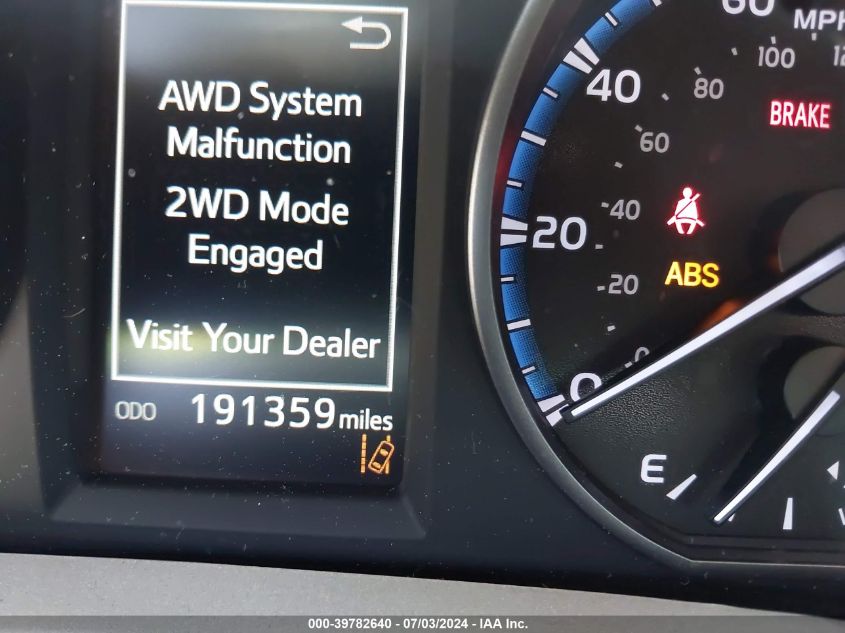 AWD System
Malfunction
2WD Mode
Engaged
Visit Your Dealer
ODO 191359 miles
60 MPH
100
80
40
60
BRAKE
40
20
ABS
20
0
0
E
000-39782640 - 07/03/2024 - IAA Inc.